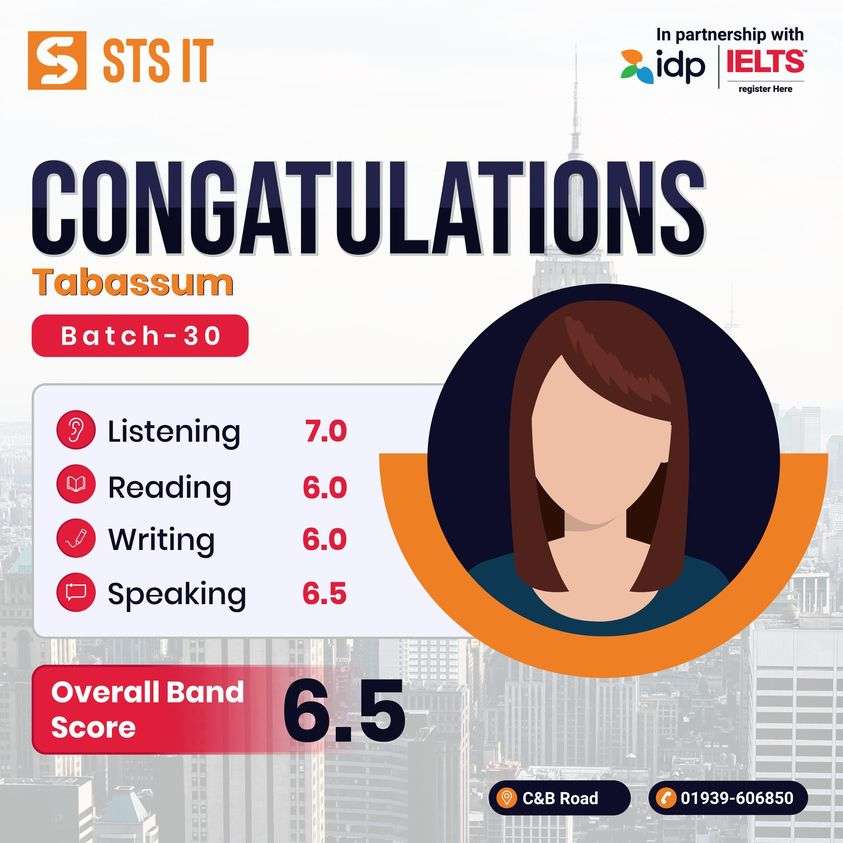 STS IT
In partnership with
idp
IELTS™
register Here
CONGATULATIONS
Tabassum
Batch-30
Listening 7.0
Reading 6.0
Writing 6.0
Speaking 6.5
Overall Band
Score
6.5
C&B Road
01939-606850